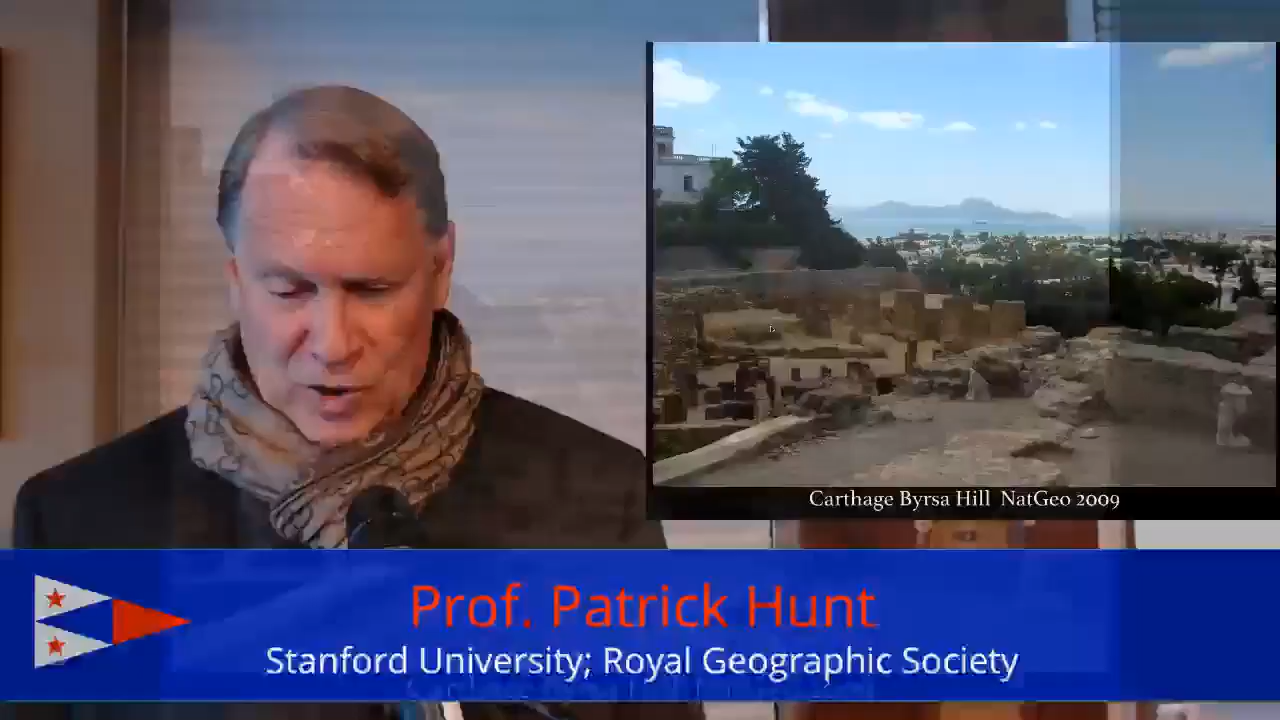 Carthage Byrsa Hill NatGeo 2009
Prof. Patrick Hunt
Stanford University; Royal Geographic Society